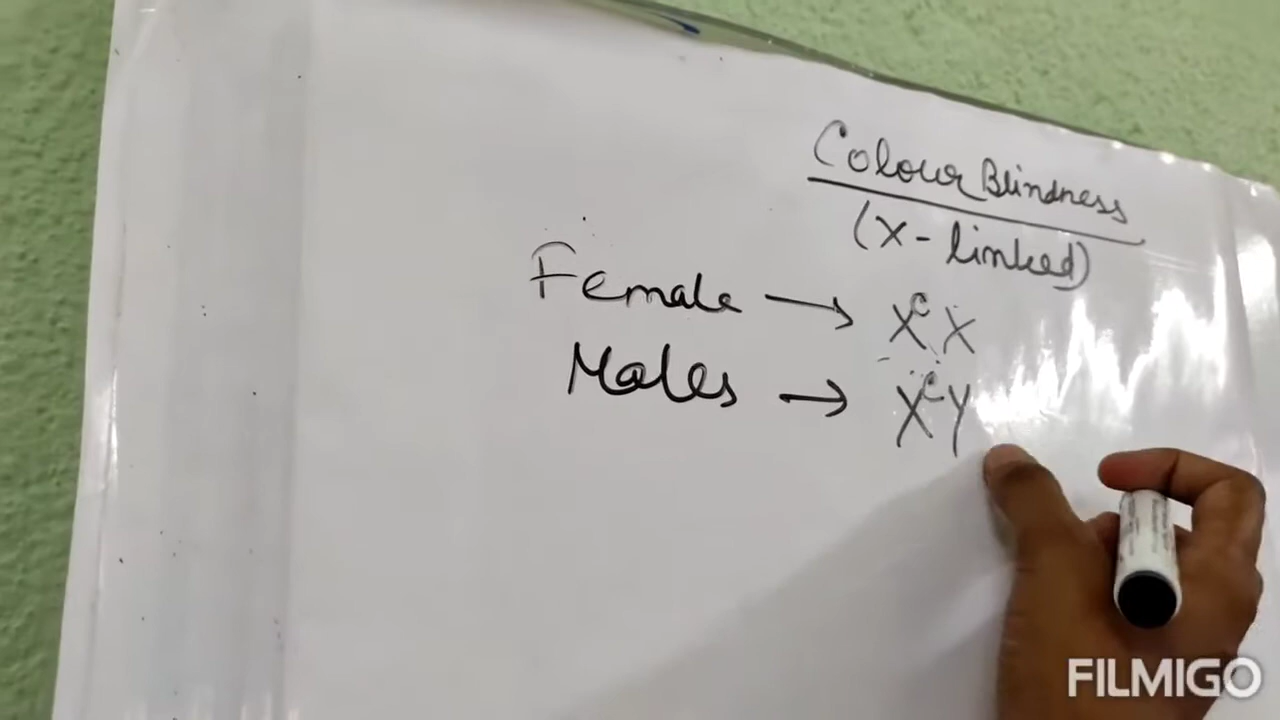 Colour Blindness
(X-linked)
Female → XᶜX
Males → XᶜY
FILMIGO